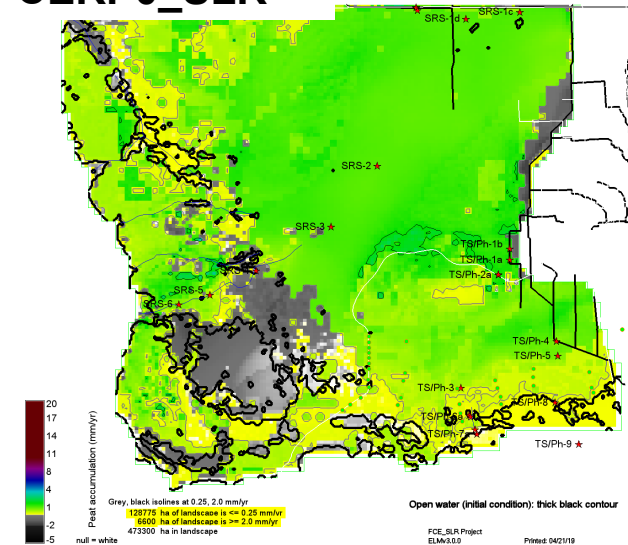 SRS-1d
SRS-1c
SRS-2
SRS-3
TS/Ph-1b
TS/Ph-1a
TS/Ph-2a
SRS-5
SRS-6
TS/Ph-4
TS/Ph-5
TS/Ph-3
TS/Ph-8
TS/Ph-7
TS/Ph-9
20
17
14
11
8
4
1
-2
-5
Peat accumulation (mm/yr)
Grey, black isolines at 0.25, 2.0 mm/yr
128775 ha of landscape is <= 0.25 mm/yr
6600 ha of landscape is >= 2.0 mm/yr
473300 ha in landscape
null = white
Open water (initial condition): thick black contour
FCE_SLR Project
ELMv3.0.0
Printed: 04/21/19